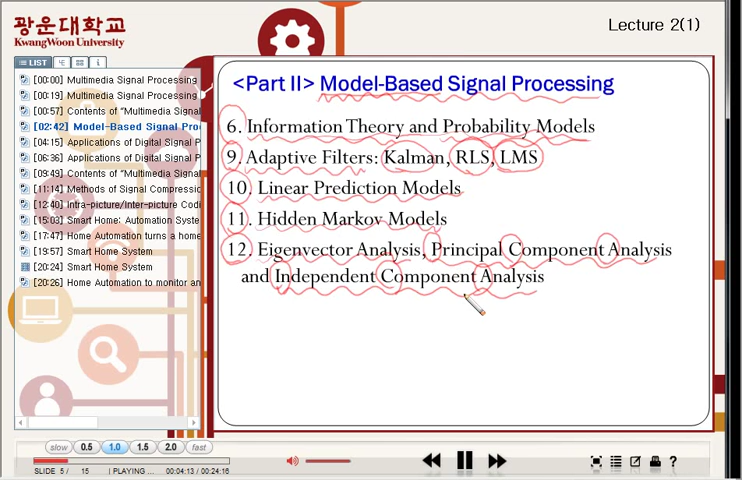 광운대학교
KwangWoon University
Lecture 2(1)
LIST
[00:00] Multimedia Signal Processing
[00:19] Multimedia Signal Processing
[00:57] Contents of "Multimedia Signal
[02:42] Model-Based Signal Pro
[04:15] Applications of Digital Signal P
[06:36] Applications of Digital Signal P
[09:49] Contents of "Multimedia Signal
[11:14] Methods of Signal Compress
[12:40] Intra-picture/Inter-picture Codi
[15:03] Smart Home: Automation Syste
[17:47] Home Automation turns a home
[19:57] Smart Home System
[20:24] Smart Home System
[20:26] Home Automation to monitor an
<Part II> Model-Based Signal Processing
6. Information Theory and Probability Models
9. Adaptive Filters: Kalman, RLS, LMS
10. Linear Prediction Models
11. Hidden Markov Models
12. Eigenvector Analysis, Principal Component Analysis
and Independent Component Analysis
slow 0.5 1.0 1.5 2.0 fast
SLIDE 5 / 15 | PLAYING ... 00:04:13 / 00:24:16